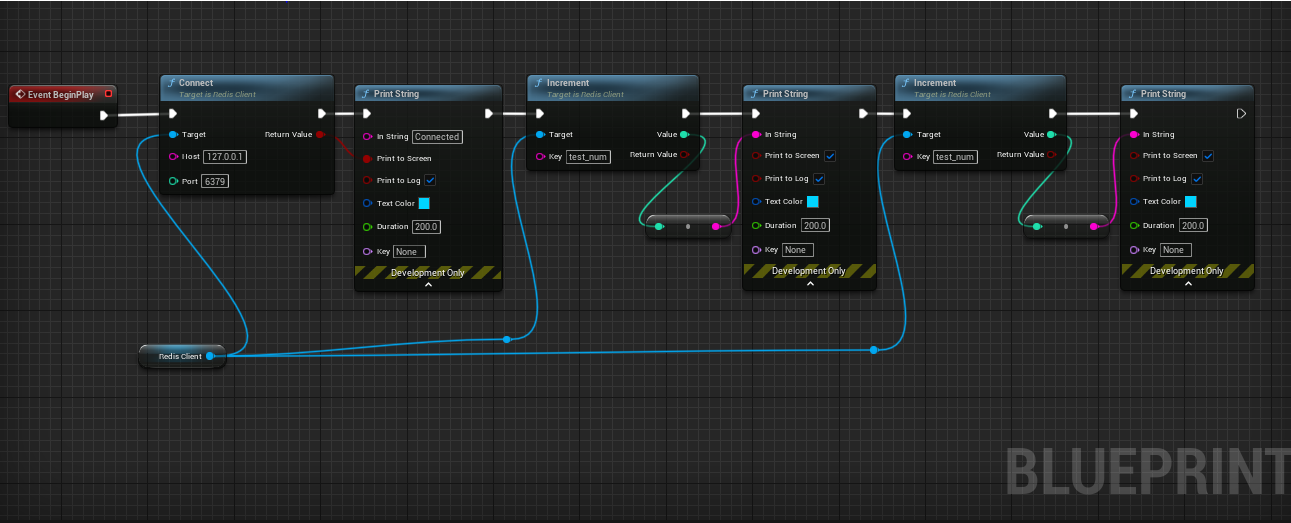 Event BeginPlay
Connect
Target is Redis Client
Target
Return Value
Host 127.0.0.1
Port 6379
Print String
In String Connected
Print to Screen
Print to Log
Text Color
Duration 200.0
Key None
Development Only
Increment
Target is Redis Client
Target
Value
Key test_num
Return Value
Print String
In String
Print to Screen
Print to Log
Text Color
Duration 200.0
Key None
Development Only
Increment
Target is Redis Client
Target
Value
Key test_num
Return Value
Print String
In String
Print to Screen
Print to Log
Text Color
Duration 200.0
Key None
Development Only
Redis Client
BLUEPRINT